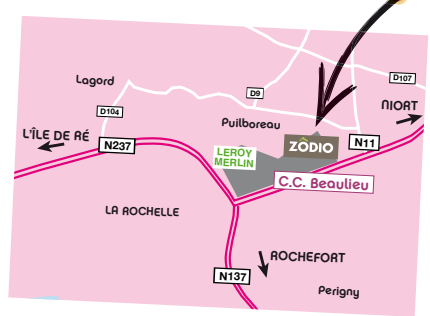 D107
Lagord
D9
NIORT
D104
Puilboreau
L'ÎLE DE RÉ
N237
ZÔDIO
N11
LEROY
MERLIN
C.C. Beaulieu
LA ROCHELLE
ROCHEFORT
N137
Perigny